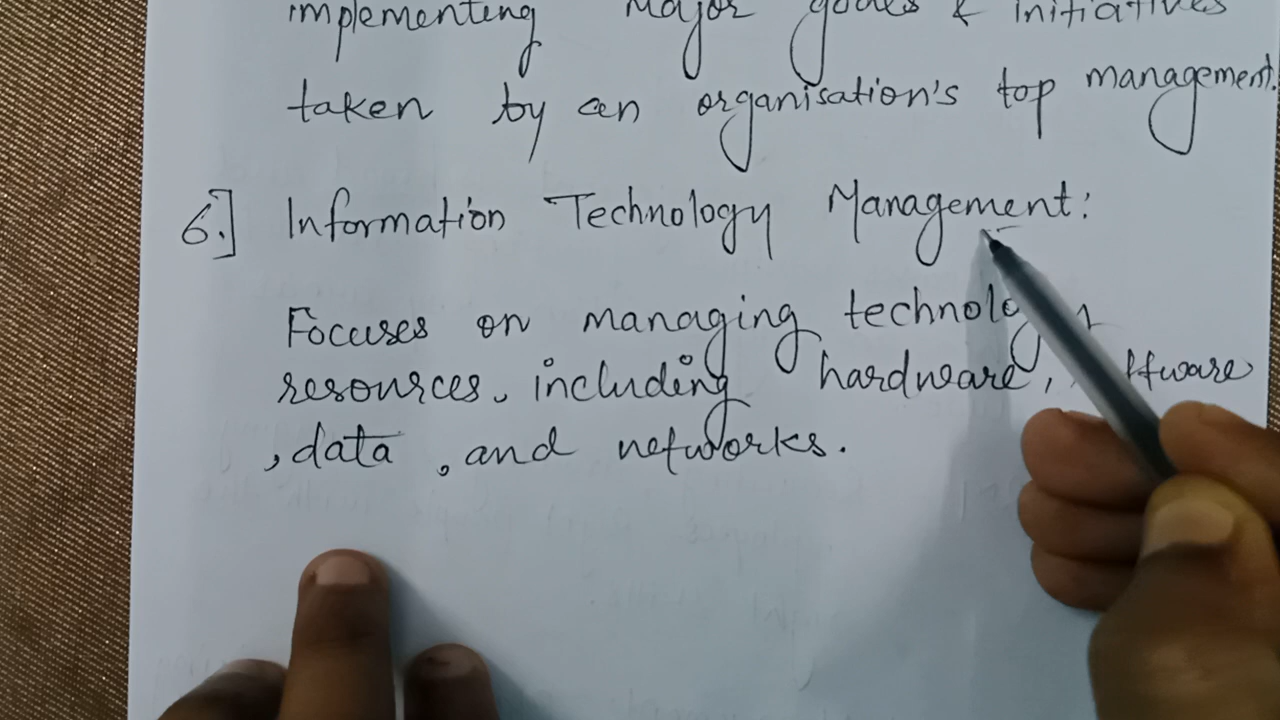 implementing major goals & initiatives
taken by an organisation's top management.
6.] Information Technology Management:
Focuses on managing technology
resources, including hardware,
, data , and networks.